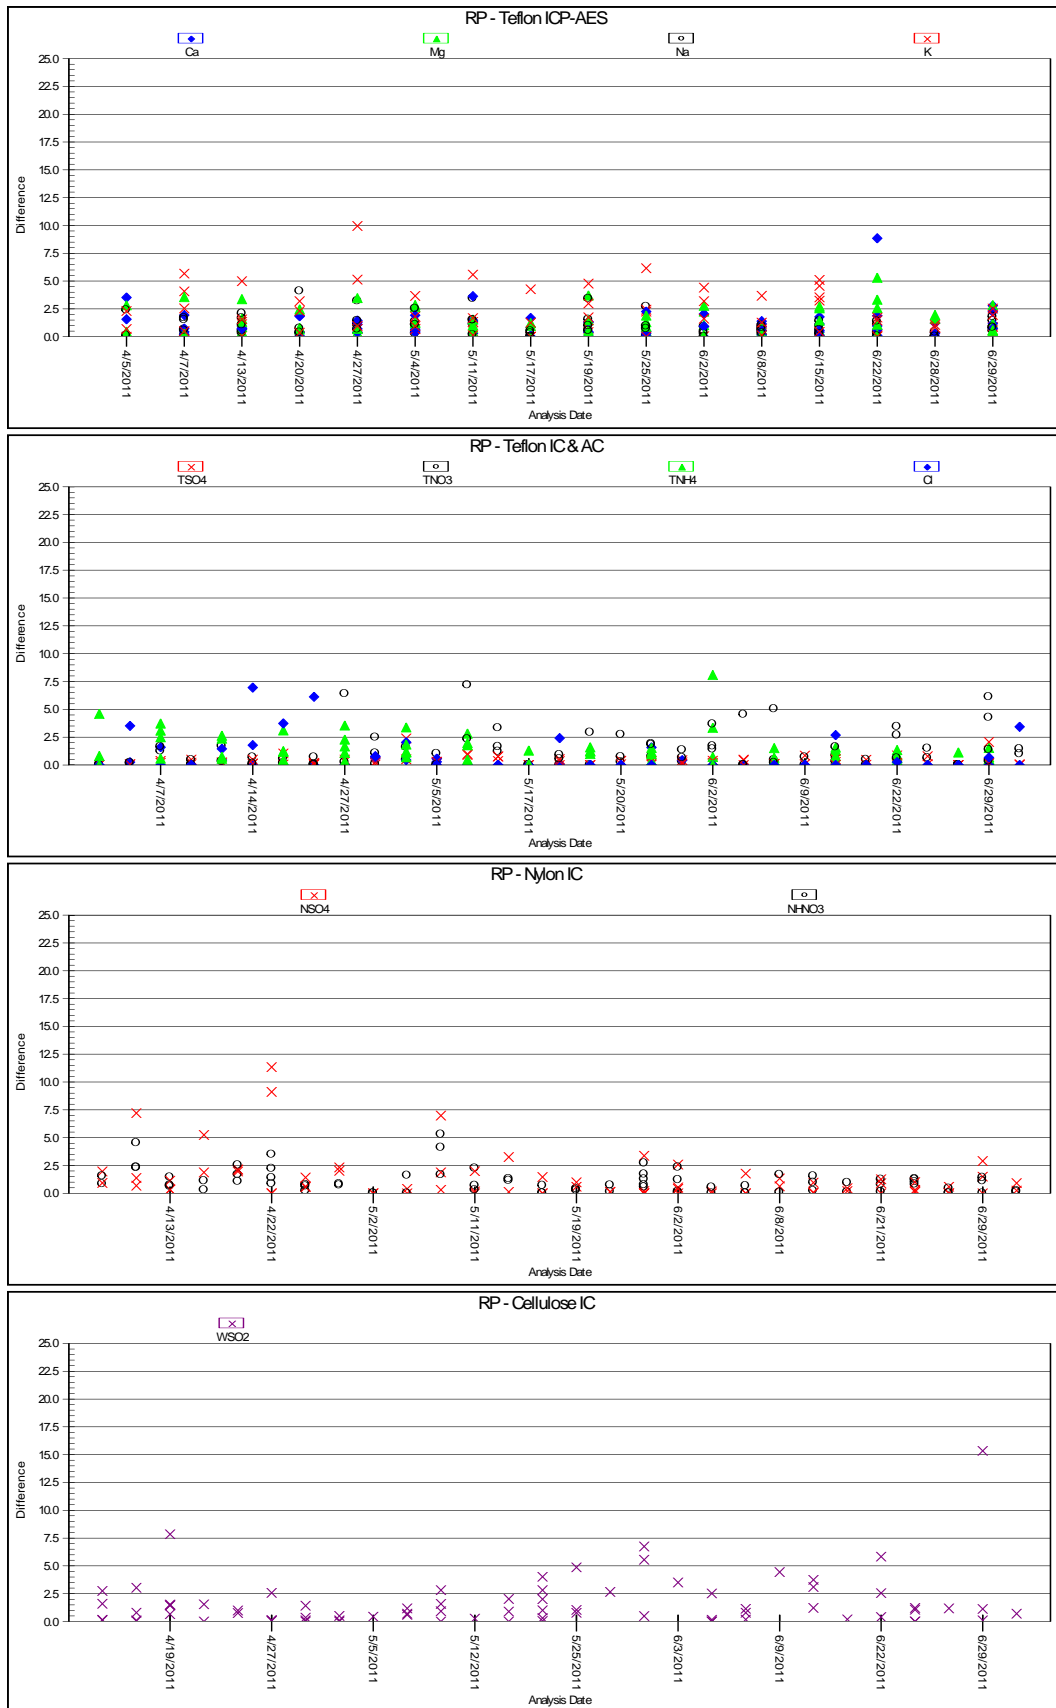 RP - Teflon ICP-AES
Ca Mg Na K
25.0
22.5
20.0
17.5
15.0
12.5
10.0
7.5
5.0
2.5
0.0
Difference
4/5/2011 4/7/2011 4/13/2011 4/20/2011 4/27/2011 5/4/2011 5/11/2011 5/17/2011 5/19/2011 5/25/2011 6/2/2011 6/8/2011 6/15/2011 6/22/2011 6/28/2011 6/29/2011
Analysis Date
RP - Teflon IC & AC
TSO4 TNO3 TNH4 Cl
25.0
22.5
20.0
17.5
15.0
12.5
10.0
7.5
5.0
2.5
0.0
Difference
4/7/2011 4/14/2011 4/27/2011 5/5/2011 5/17/2011 5/20/2011 6/2/2011 6/9/2011 6/22/2011 6/29/2011
Analysis Date
RP - Nylon IC
NSO4 NHNO3
25.0
22.5
20.0
17.5
15.0
12.5
10.0
7.5
5.0
2.5
0.0
Difference
4/13/2011 4/22/2011 5/2/2011 5/11/2011 5/19/2011 6/2/2011 6/8/2011 6/21/2011 6/29/2011
Analysis Date
RP - Cellulose IC
WSO2
25.0
22.5
20.0
17.5
15.0
12.5
10.0
7.5
5.0
2.5
0.0
Difference
4/19/2011 4/27/2011 5/5/2011 5/12/2011 5/25/2011 6/3/2011 6/9/2011 6/22/2011 6/29/2011
Analysis Date